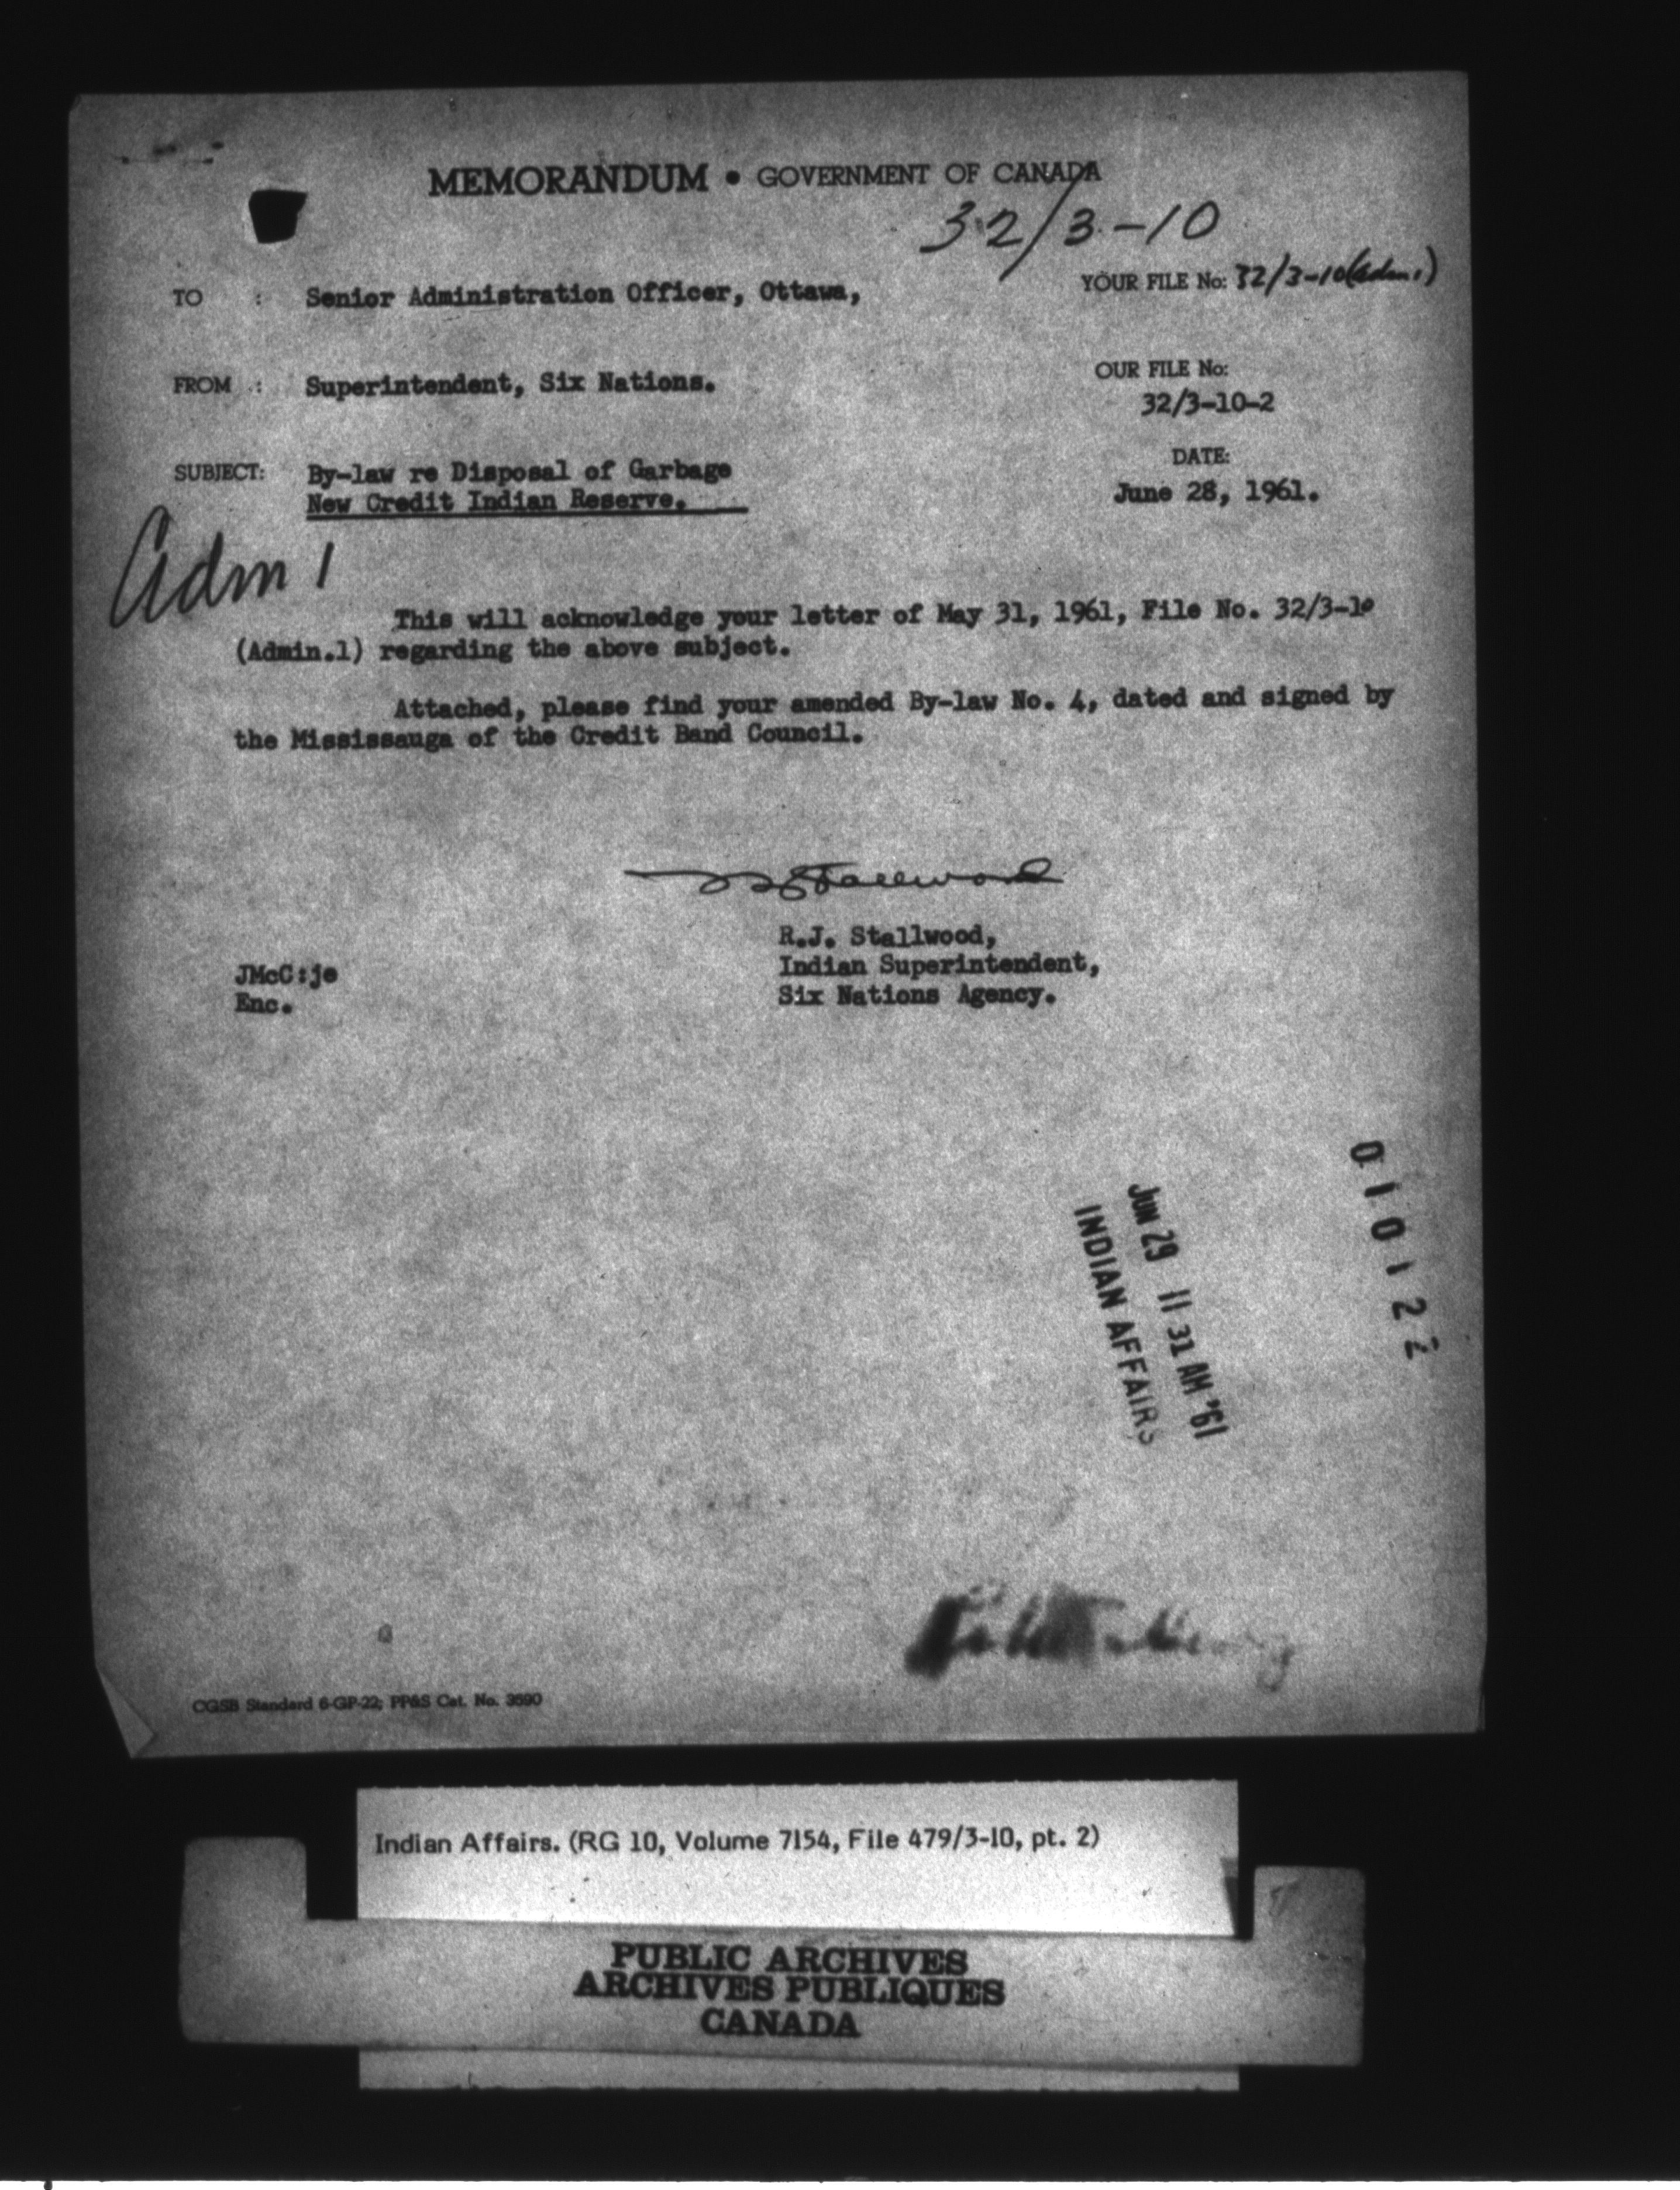 MEMORANDUM • GOVERNMENT OF CANADA
32/3-10
TO : Senior Administration Officer, Ottawa,
YOUR FILE No: 32/3-10(Adm.1)
FROM : Superintendent, Six Nations.
OUR FILE No:
32/3-10-2
SUBJECT: By-law re Disposal of Garbage
New Credit Indian Reserve.
DATE:
June 28, 1961.
Adm 1
This will acknowledge your letter of May 31, 1961, File No. 32/3-10
(Admin.1) regarding the above subject.
Attached, please find your amended By-law No. 4, dated and signed by
the Mississauga of the Credit Band Council.
R.J. Stallwood,
Indian Superintendent,
Six Nations Agency.
JMcC:je
Enc.
010122
JUN 29 11 31 AM '61
INDIAN AFFAIRS
CGSB Standard 6-GP-22; PP&S Cat. No. 3590
Indian Affairs. (RG 10, Volume 7154, File 479/3-10, pt. 2)
PUBLIC ARCHIVES
ARCHIVES PUBLIQUES
CANADA